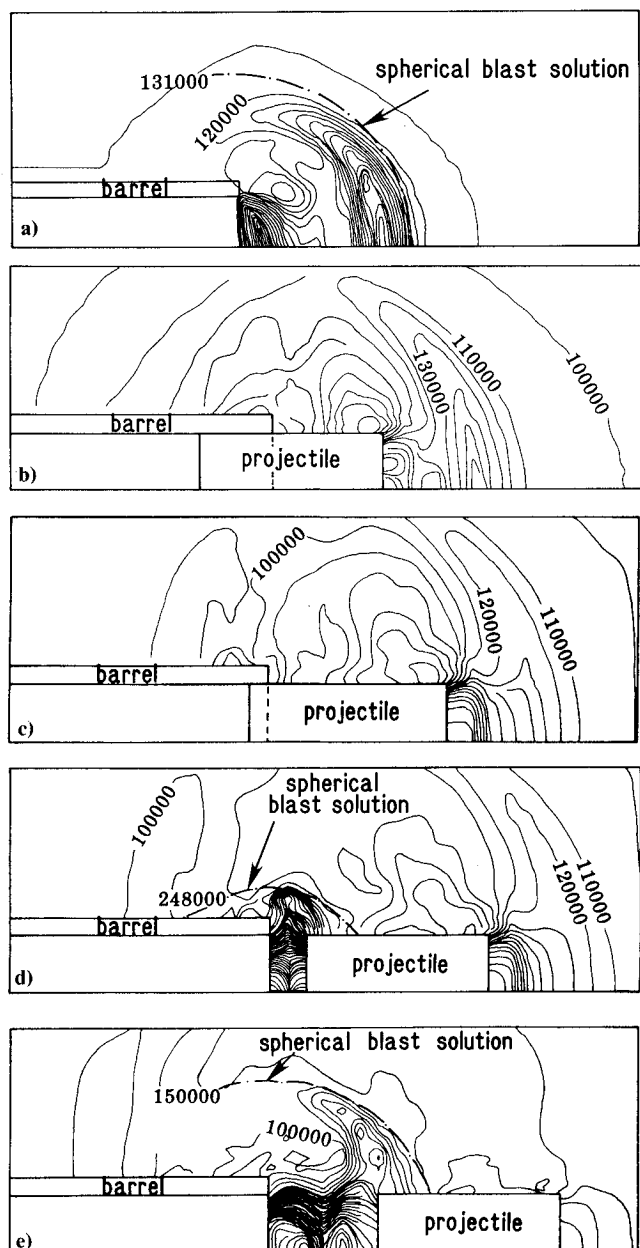 spherical blast solution
131000
120000
barrel
a)
110000
100000
130000
barrel
projectile
b)
100000
120000
110000
barrel
projectile
c)
spherical
blast solution
100000
248000
120000
110000
barrel
projectile
d)
spherical blast solution
150000
100000
barrel
projectile
e)